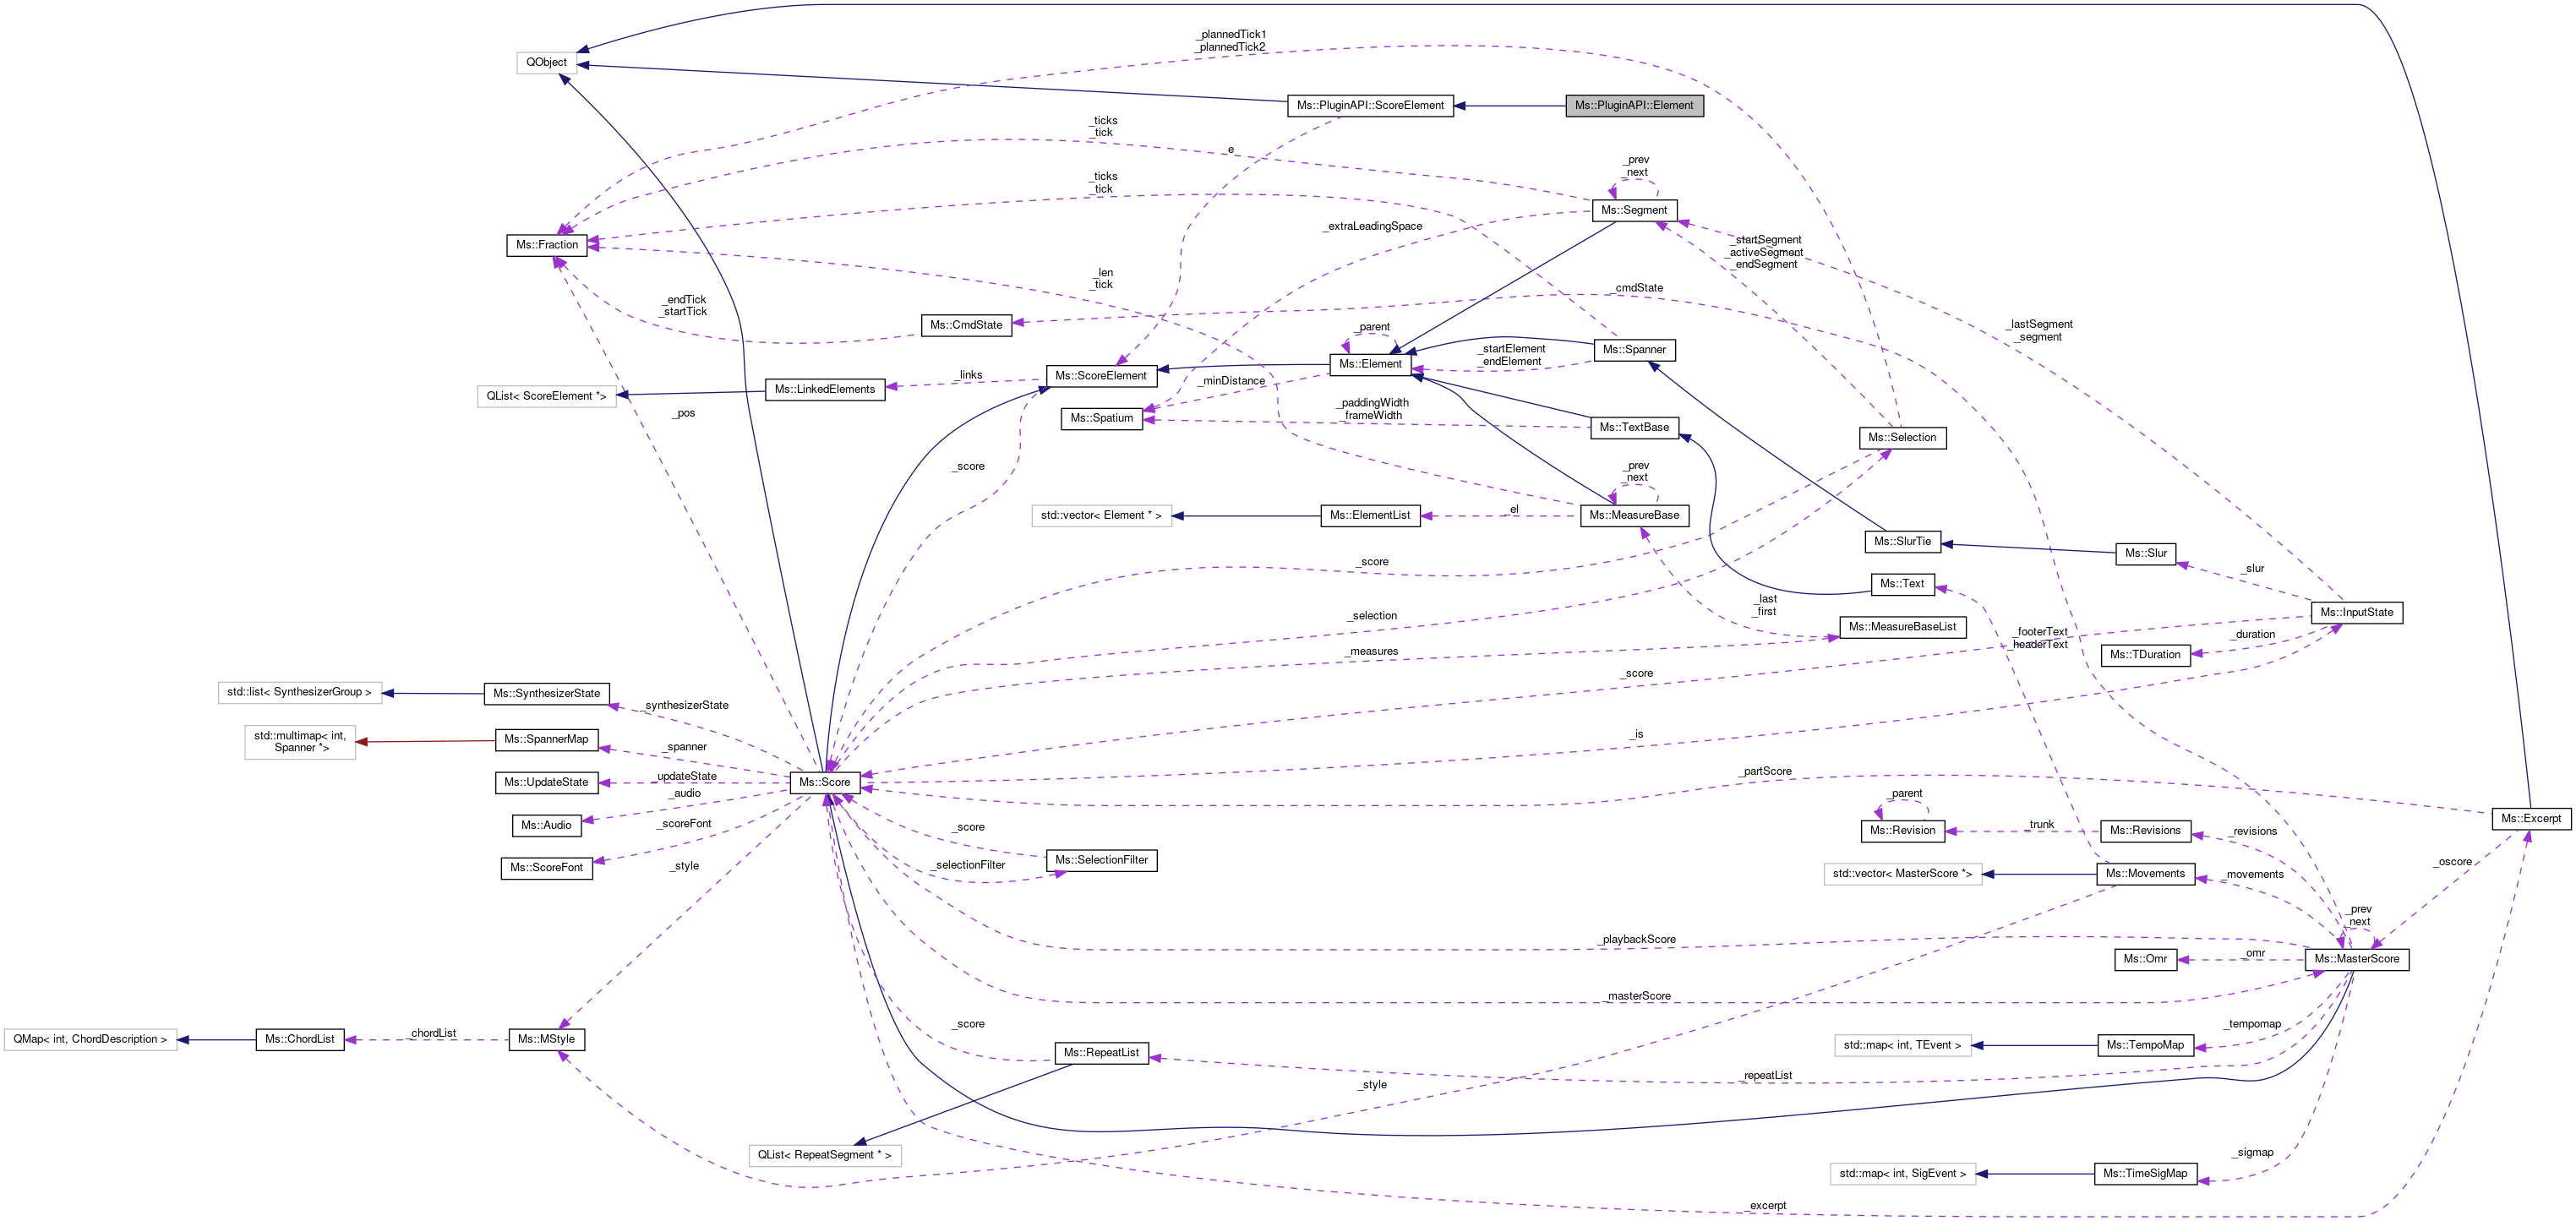 _plannedTick1
_plannedTick2
QObject
Ms::PluginAPI::ScoreElement
Ms::PluginAPI::Element
_ticks
_tick
_e
_prev
_next
_ticks
_tick
Ms::Segment
_extraLeadingSpace
_startSegment
_activeSegment
_endSegment
Ms::Fraction
_len
_tick
_cmdState
_endTick
_startTick
Ms::CmdState
_lastSegment
_segment
_parent
_startElement
_endElement
Ms::Spanner
Ms::Element
Ms::ScoreElement
_links
Ms::LinkedElements
QList< ScoreElement *>
_minDistance
_paddingWidth
_frameWidth
_pos
Ms::Spatium
Ms::TextBase
Ms::Selection
_score
_prev
_next
std::vector< Element * >
Ms::ElementList
_el
Ms::MeasureBase
Ms::SlurTie
Ms::Slur
_score
_slur
Ms::Text
_last
_first
_selection
Ms::InputState
Ms::MeasureBaseList
_footerText
_headerText
_duration
_measures
Ms::TDuration
_score
std::list< SynthesizerGroup >
Ms::SynthesizerState
_synthesizerState
std::multimap< int,
Spanner *>
Ms::SpannerMap
_spanner
_is
Ms::UpdateState
_updateState
Ms::Score
_partScore
_audio
_parent
Ms::Audio
_scoreFont
_score
Ms::Revision
_trunk
Ms::Revisions
_revisions
Ms::Excerpt
Ms::ScoreFont
_style
_selectionFilter
Ms::SelectionFilter
std::vector< MasterScore *>
Ms::Movements
_movements
_oscore
_prev
_next
_playbackScore
Ms::Omr
_omr
Ms::MasterScore
_masterScore
QMap< int, ChordDescription >
Ms::ChordList
_chordList
Ms::MStyle
_score
_tempomap
Ms::RepeatList
std::map< int, TEvent >
Ms::TempoMap
_style
_repeatList
QList< RepeatSegment * >
_sigmap
std::map< int, SigEvent >
Ms::TimeSigMap
_excerpt